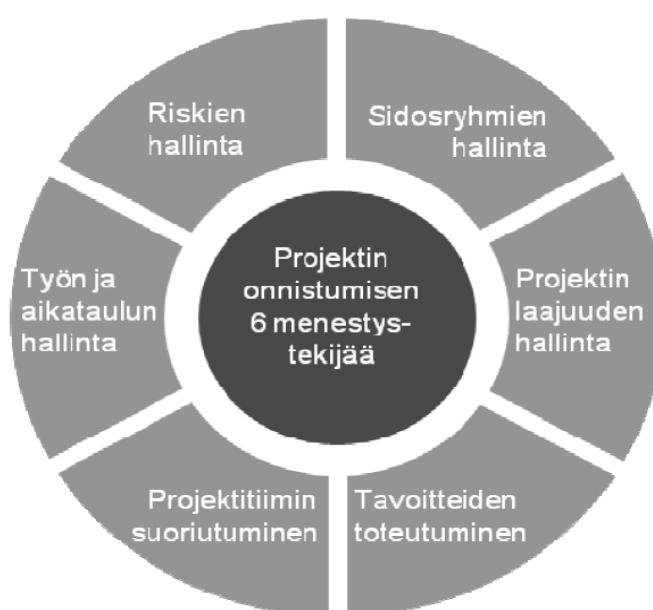 Riskien
hallinta
Sidosryhmien
hallinta
Työn ja
aikataulun
hallinta
Projektin
onnistumisen
6 menestys-
tekijää
Projektin
laajuuden
hallinta
Projektitiimin
suoriutuminen
Tavoitteiden
toteutuminen